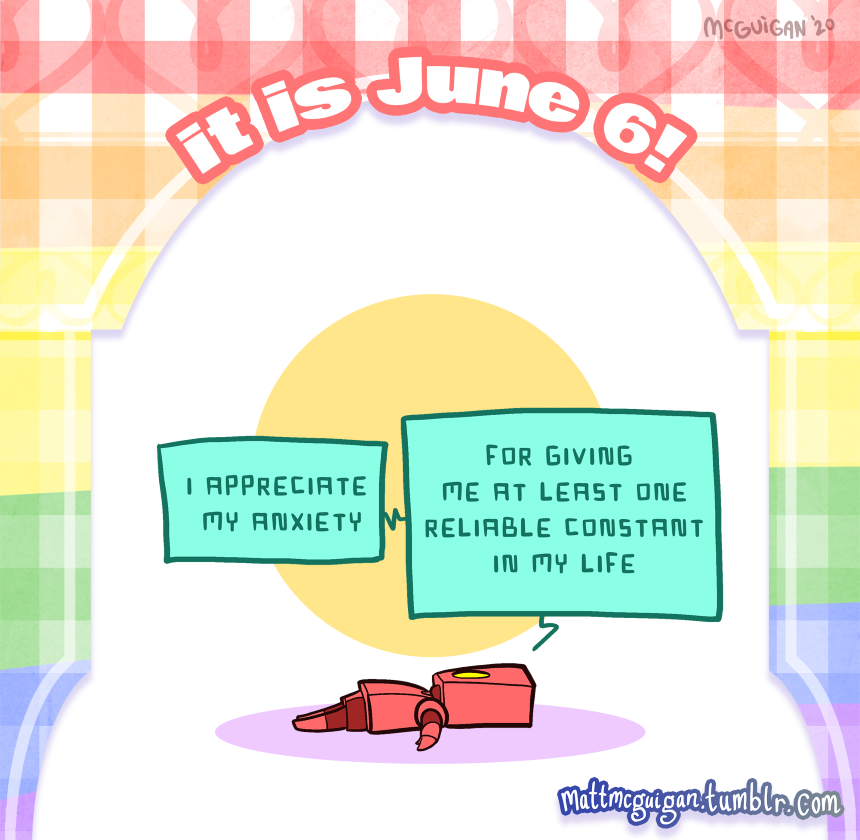 McGUiGAN '20
it is June 6!
I APPRECIATE
MY ANXIETY
FOR GIVING
ME AT LEAST ONE
RELIABLE CONSTANT
IN MY LIFE
mattmcguigan.tumblr.com